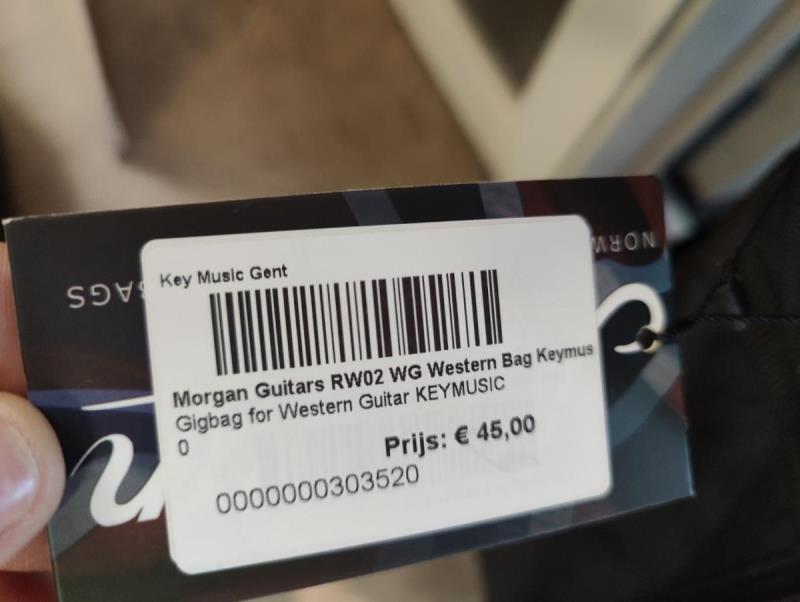 Key Music Gent
Morgan Guitars RW02 WG Western Bag Keymus
Gigbag for Western Guitar KEYMUSIC
0
Prijs: € 45,00
0000000303520
BAGS